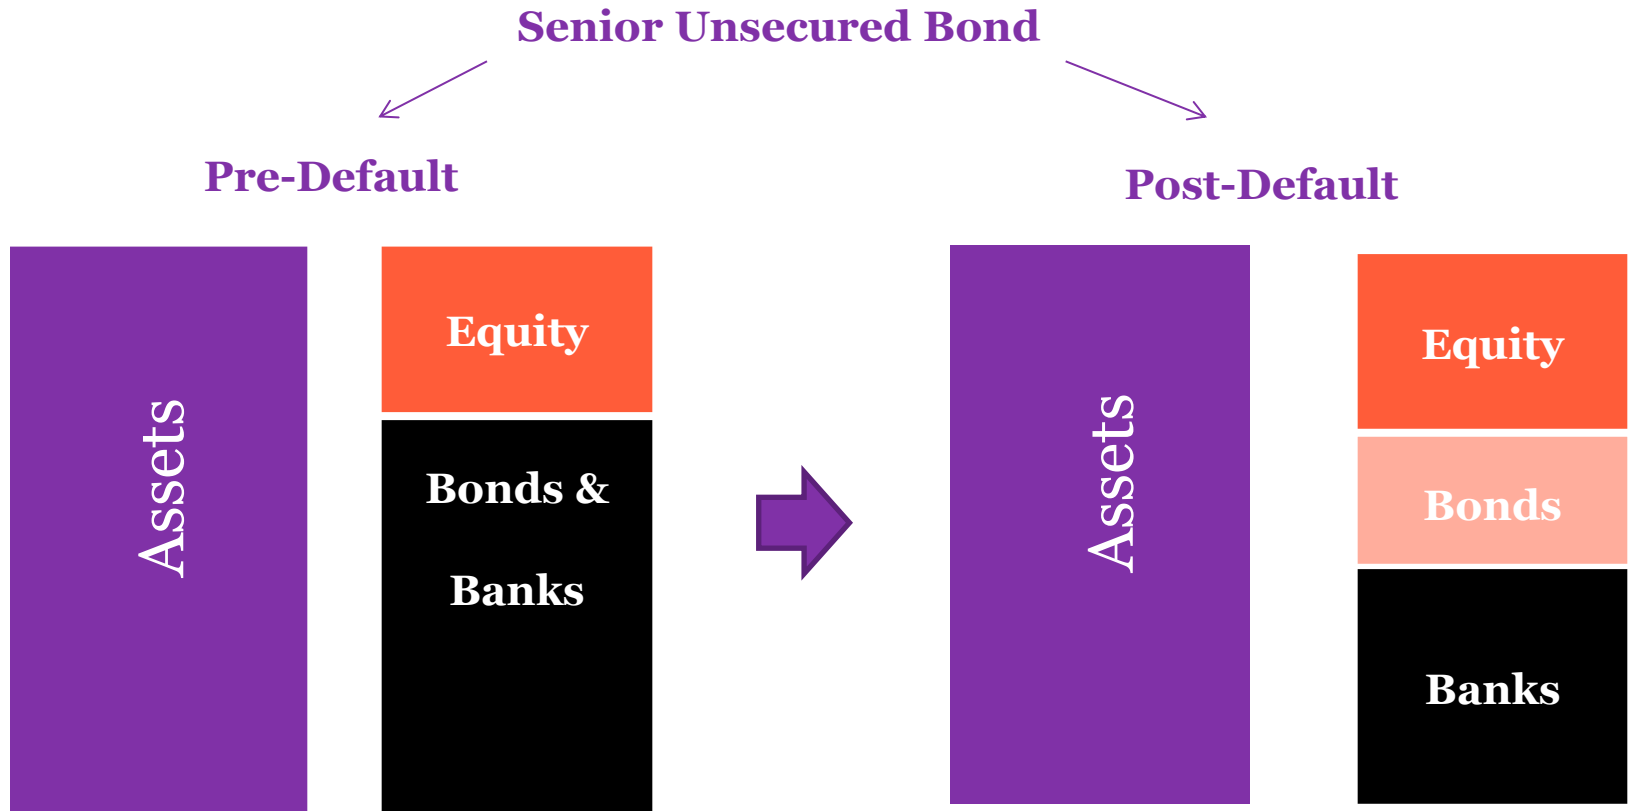 Senior Unsecured Bond
Pre-Default
Post-Default
Assets
Equity
Bonds &
Banks
Assets
Equity
Bonds
Banks